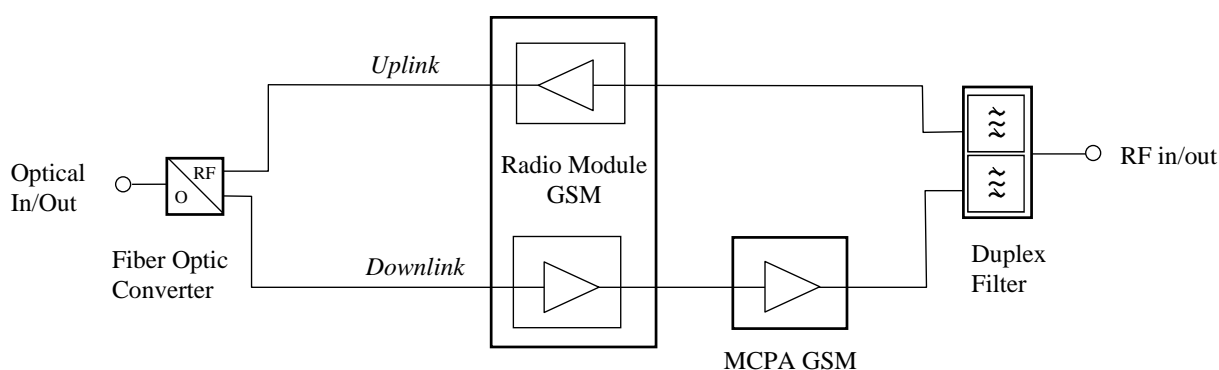 Uplink
Optical
In/Out
RF
O
Fiber Optic
Converter
Radio Module
GSM
Downlink
MCPA GSM
Duplex
Filter
RF in/out